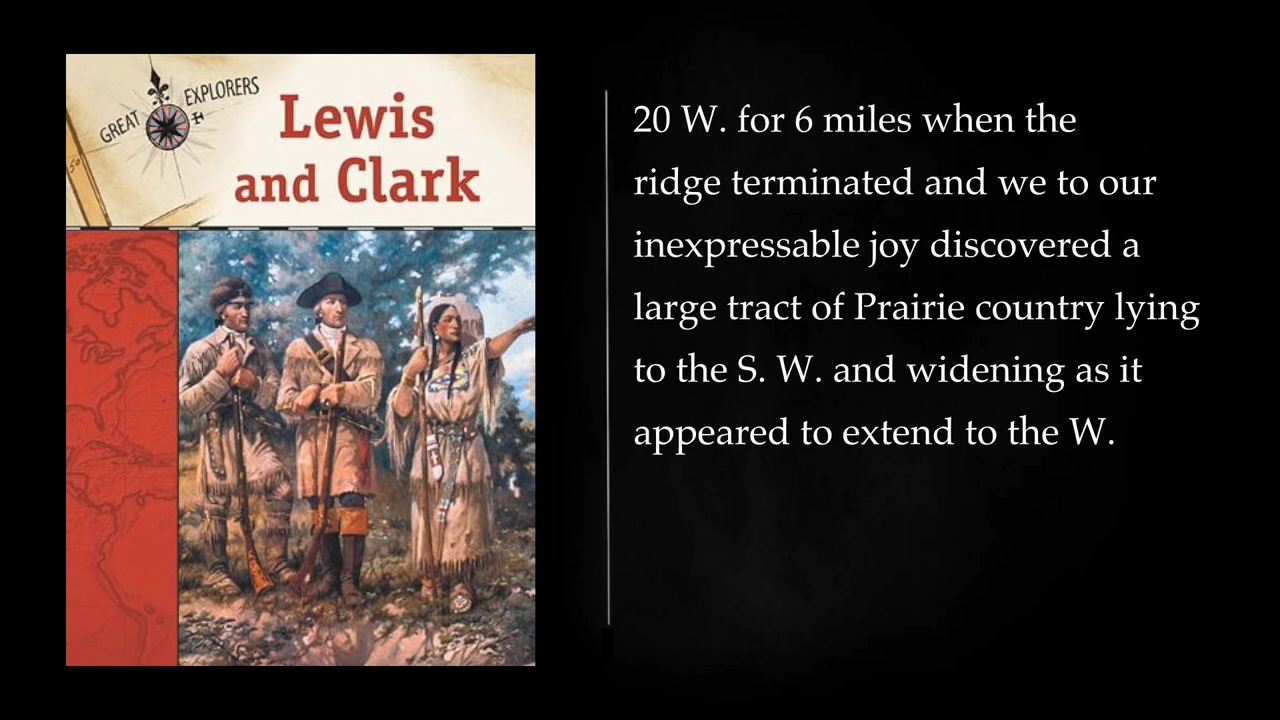 GREAT EXPLORERS
Lewis
and Clark
50
20 W. for 6 miles when the
ridge terminated and we to our
inexpressable joy discovered a
large tract of Prairie country lying
to the S. W. and widening as it
appeared to extend to the W.